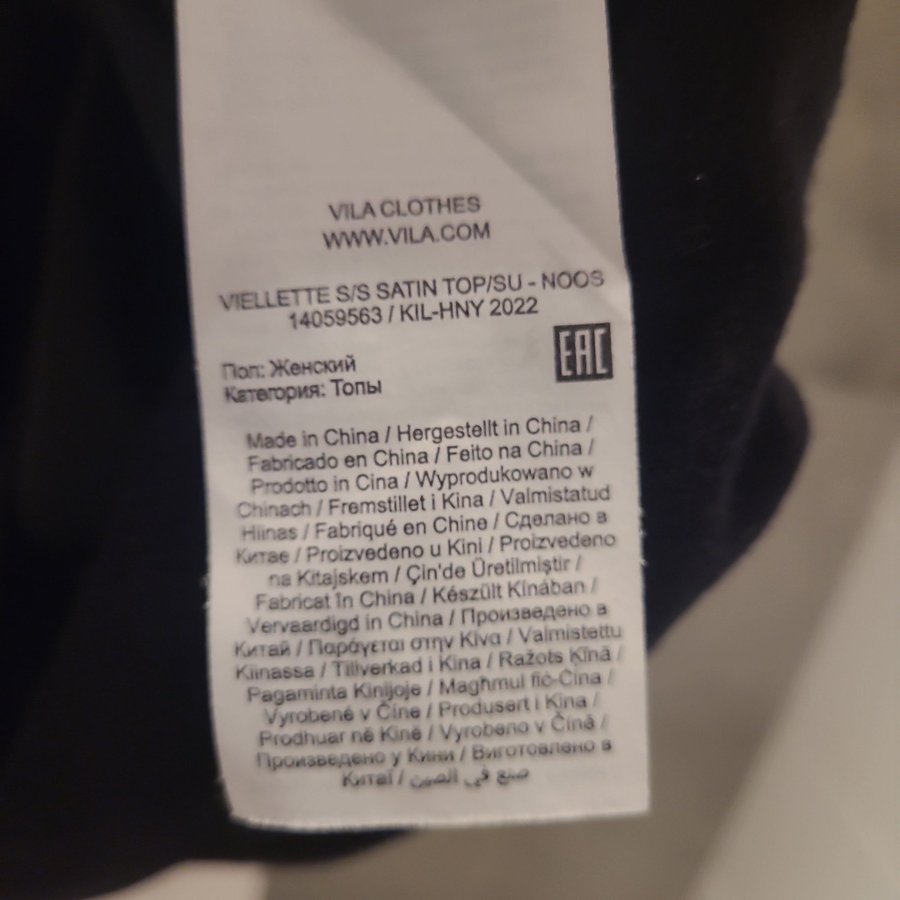 VILA CLOTHES
WWW.VILA.COM
VIELLETTE S/S SATIN TOP/SU - NOOS
14059563 / KIL-HNY 2022
EAC
Пол: Женский
Категория: Топы
Made in China / Hergestellt in China /
Fabricado en China / Feito na China /
Prodotto in Cina / Wyprodukowano w
Chinach / Fremstillet i Kina / Valmistatud
Hiinas / Fabriqué en Chine / Сделано в
Китае / Proizvedeno u Kini / Proizvedeno
na Kitajskem / Çin'de Üretilmiştir /
Fabricat în China / Készült Kínában /
Vervaardigd in China / Произведено в
Китай / Παράγεται στην Κίνα / Valmistettu
Kiinassa / Tillverkad i Kina / Ražots Ķīnā /
Pagaminta Kinijoje / Magħmul fiċ-Ċina /
Vyrobené v Číne / Produsert i Kina /
Prodhuar në Kinë / Vyrobeno v Číně /
Произведено у Кини / Виготовлено в
Китаї / صنع في الصين